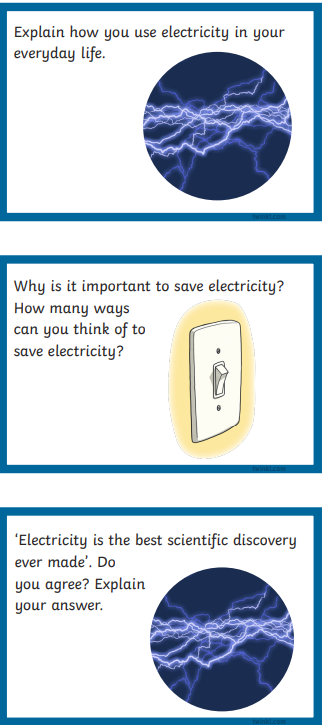 Explain how you use electricity in your
everyday life.
Why is it important to save electricity?
How many ways
can you think of to
save electricity?
‘Electricity is the best scientific discovery
ever made’. Do
you agree? Explain
your answer.